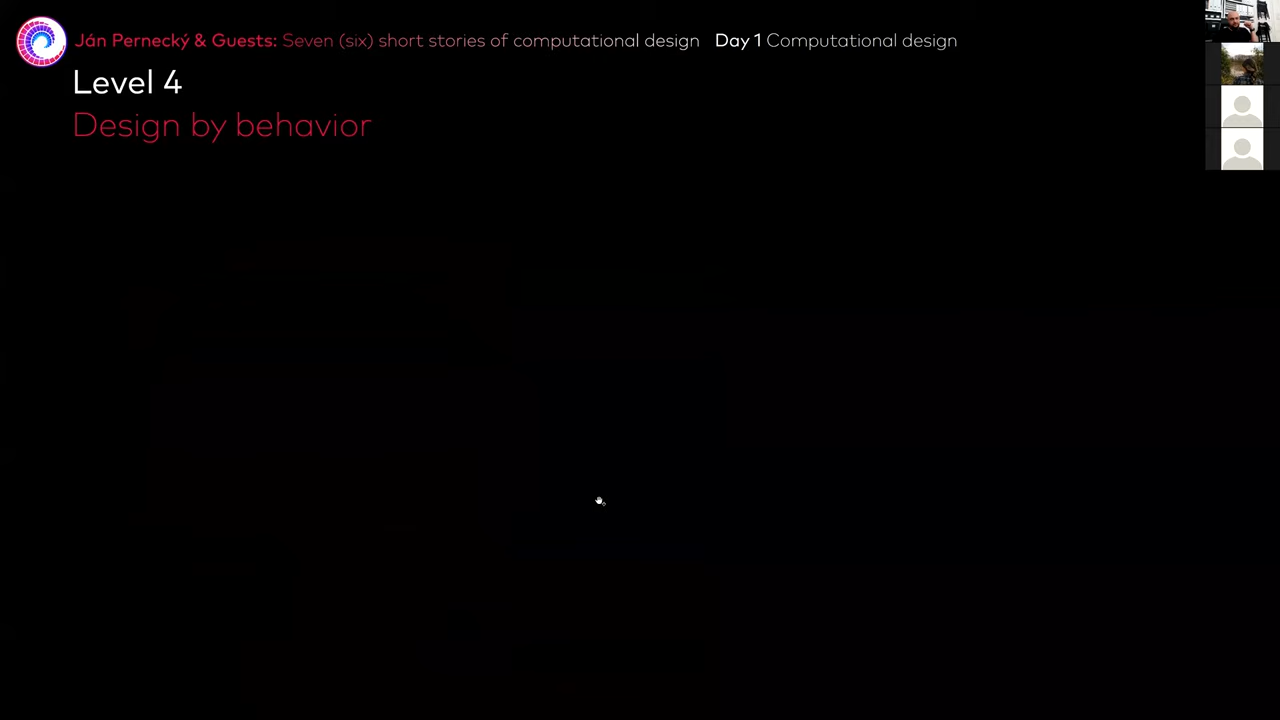 Ján Pernecký & Guests: Seven (six) short stories of computational design Day 1 Computational design
Level 4
Design by behavior